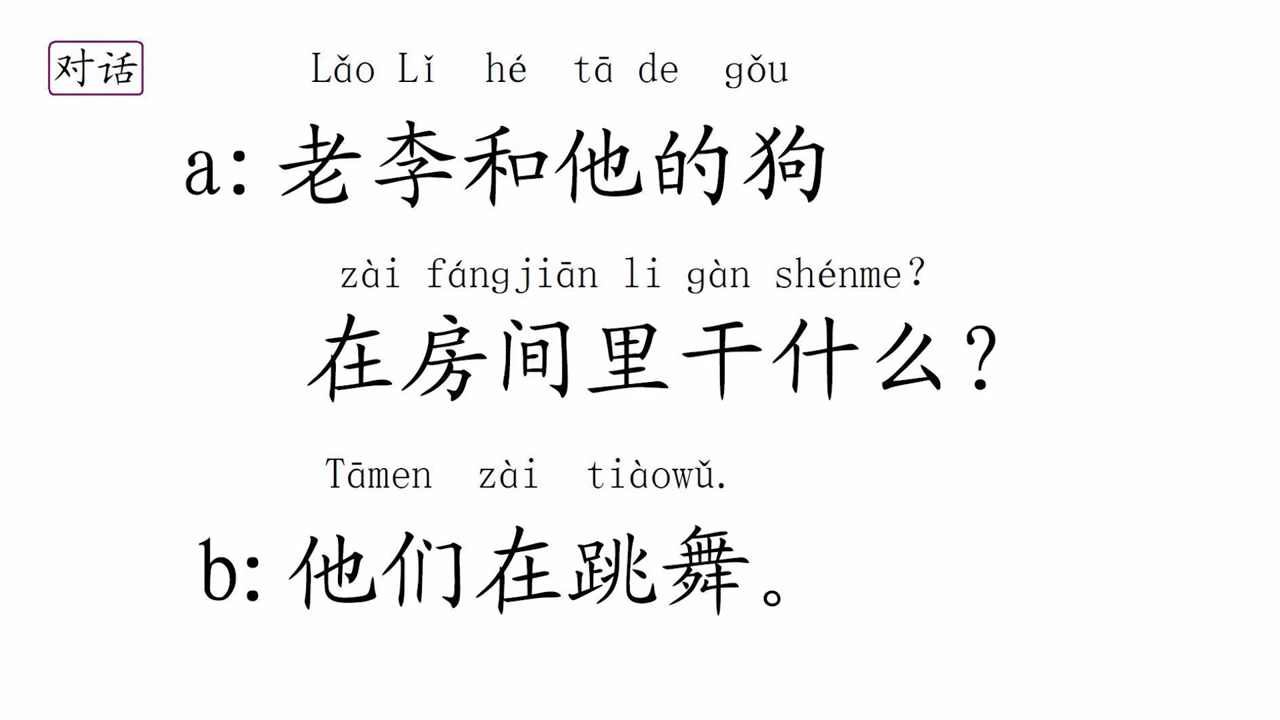 对话
Lǎo Lǐ hé tā de gǒu
a: 老李和他的狗
zài fángjiān li gàn shénme?
在房间里干什么?
Tāmen zài tiàowǔ.
b: 他们在跳舞。